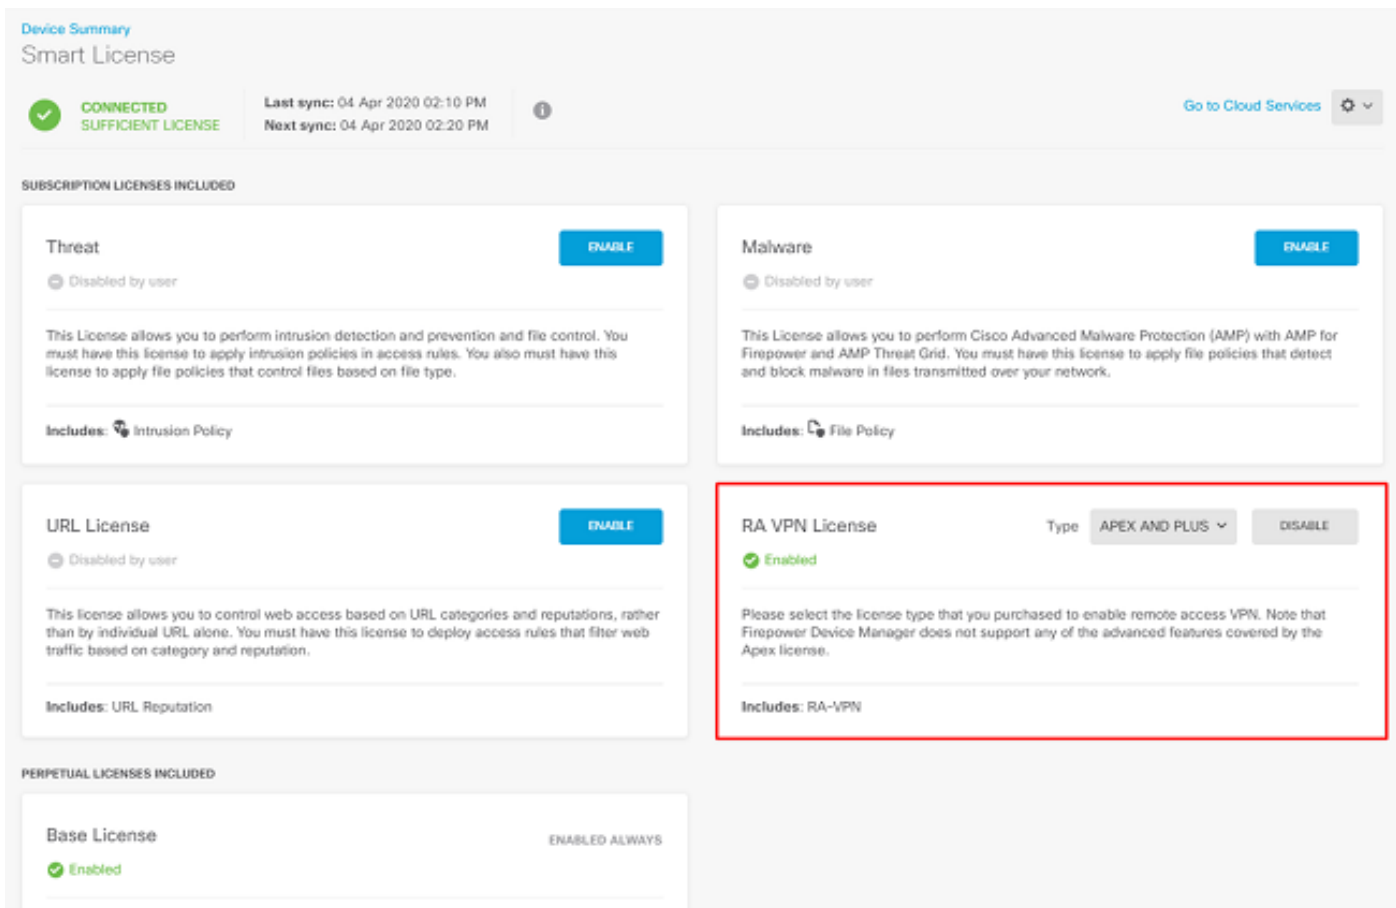 Device Summary
Smart License
CONNECTED
SUFFICIENT LICENSE
Last sync: 04 Apr 2020 02:10 PM
Next sync: 04 Apr 2020 02:20 PM
Go to Cloud Services
SUBSCRIPTION LICENSES INCLUDED
Threat
ENABLE
Disabled by user
This License allows you to perform intrusion detection and prevention and file control. You
must have this license to apply intrusion policies in access rules. You also must have this
license to apply file policies that control files based on file type.
Includes: Intrusion Policy
Malware
ENABLE
Disabled by user
This License allows you to perform Cisco Advanced Malware Protection (AMP) with AMP for
Firepower and AMP Threat Grid. You must have this license to apply file policies that detect
and block malware in files transmitted over your network.
Includes: File Policy
URL License
ENABLE
Disabled by user
This license allows you to control web access based on URL categories and reputations, rather
than by individual URL alone. You must have this license to deploy access rules that filter web
traffic based on category and reputation.
Includes: URL Reputation
RA VPN License
Type APEX AND PLUS
DISABLE
Enabled
Please select the license type that you purchased to enable remote access VPN. Note that
Firepower Device Manager does not support any of the advanced features covered by the
Apex license.
Includes: RA-VPN
PERPETUAL LICENSES INCLUDED
Base License
ENABLED ALWAYS
Enabled